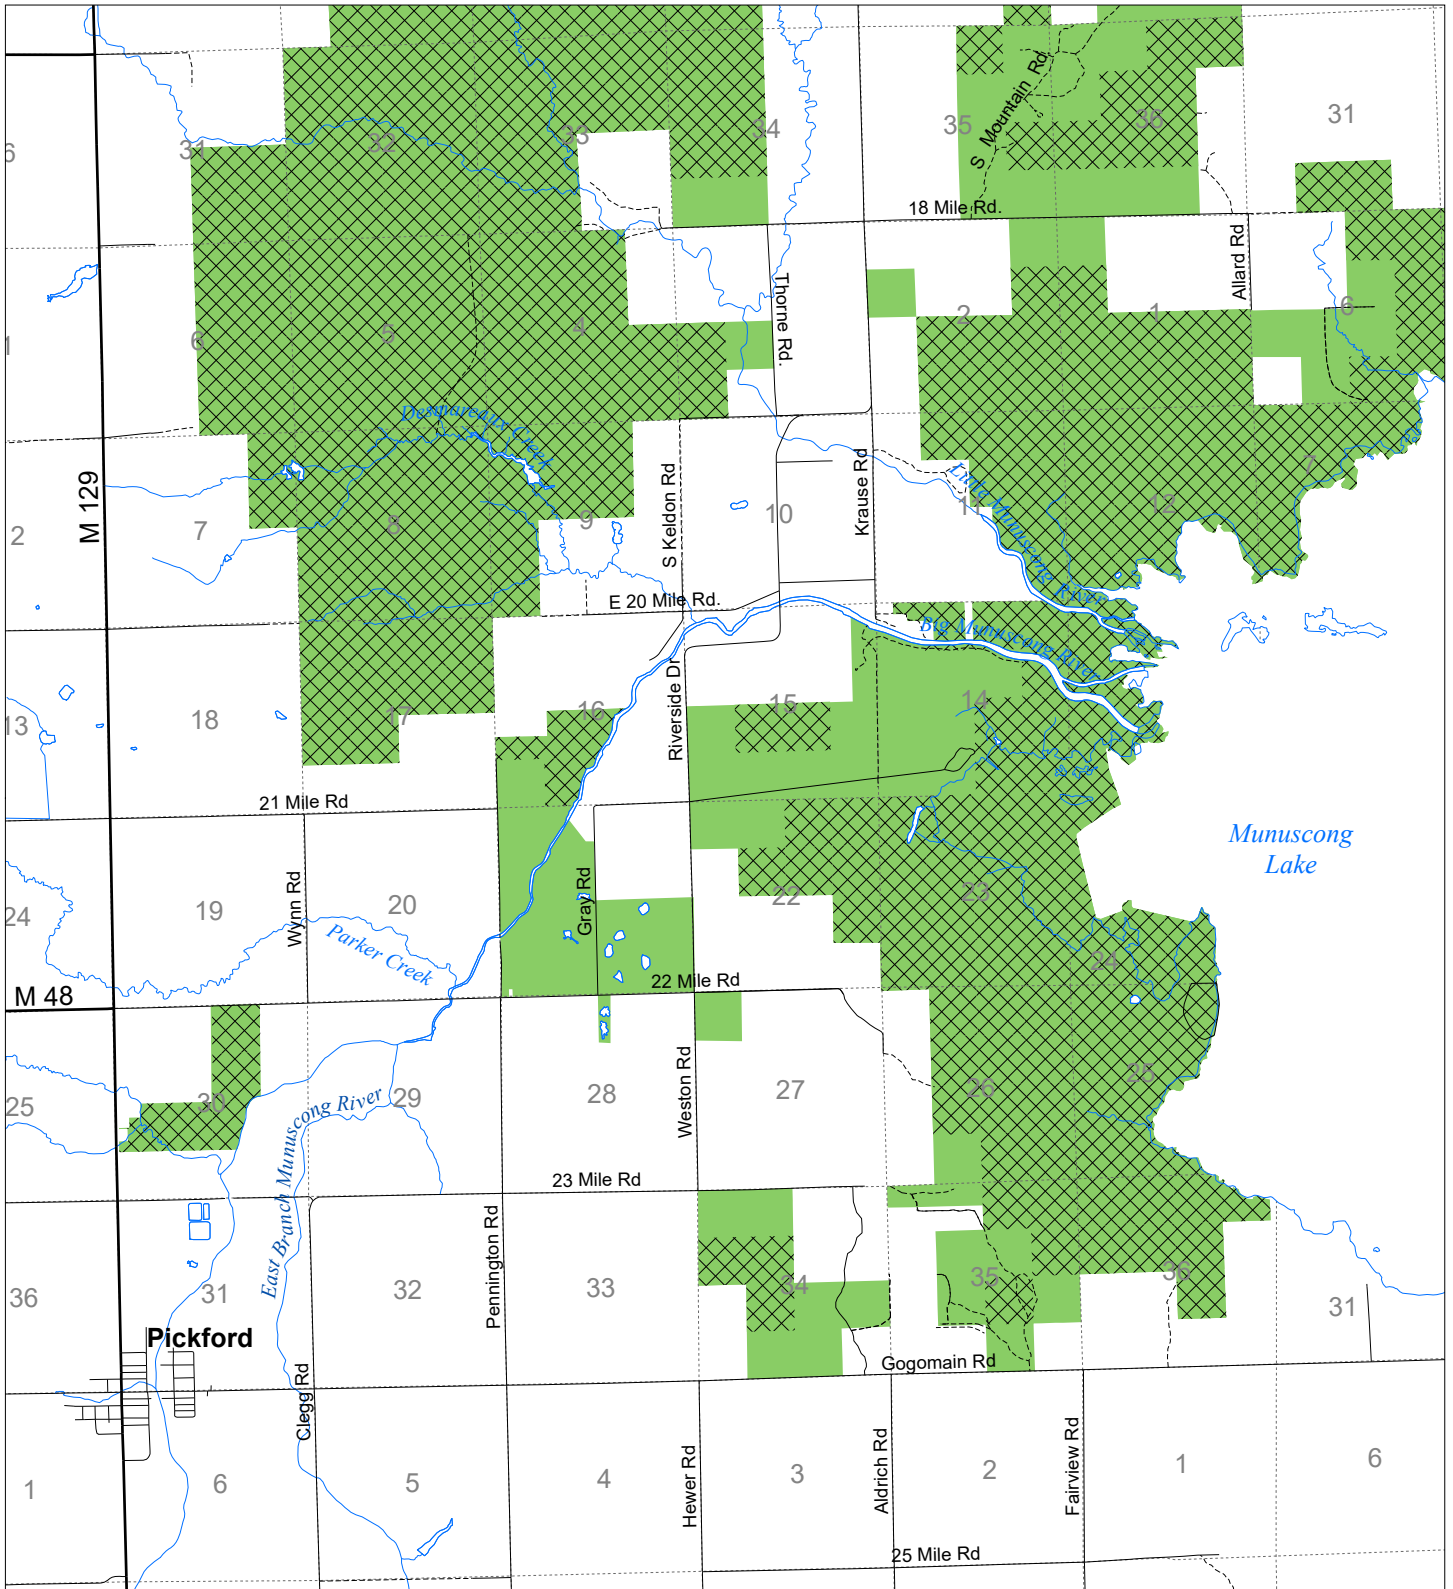 34
S Mountain Rd
35
36
31
31
32
33
6
18 Mile Rd.
Allard Rd
Thorne Rd.
1
6
5
4
2
1
6
Desmareaux Creek
M 129
S Keldon Rd
Krause Rd
Little Munuscong River
2
7
8
9
10
11
12
7
E 20 Mile Rd.
Big Munuscong River
Riverside Dr
13
18
17
16
15
14
21 Mile Rd
Munuscong
Lake
24
19
20
Wynn Rd
Gray Rd
22
23
24
Parker Creek
22 Mile Rd
M 48
25
30
29
28
27
26
25
East Branch Munuscong River
Weston Rd
23 Mile Rd
Pennington Rd
36
31
32
33
34
35
36
31
Pickford
Gogomain Rd
Clegg Rd
Hewer Rd
Aldrich Rd
Fairview Rd
1
6
5
4
3
2
1
6
25 Mile Rd